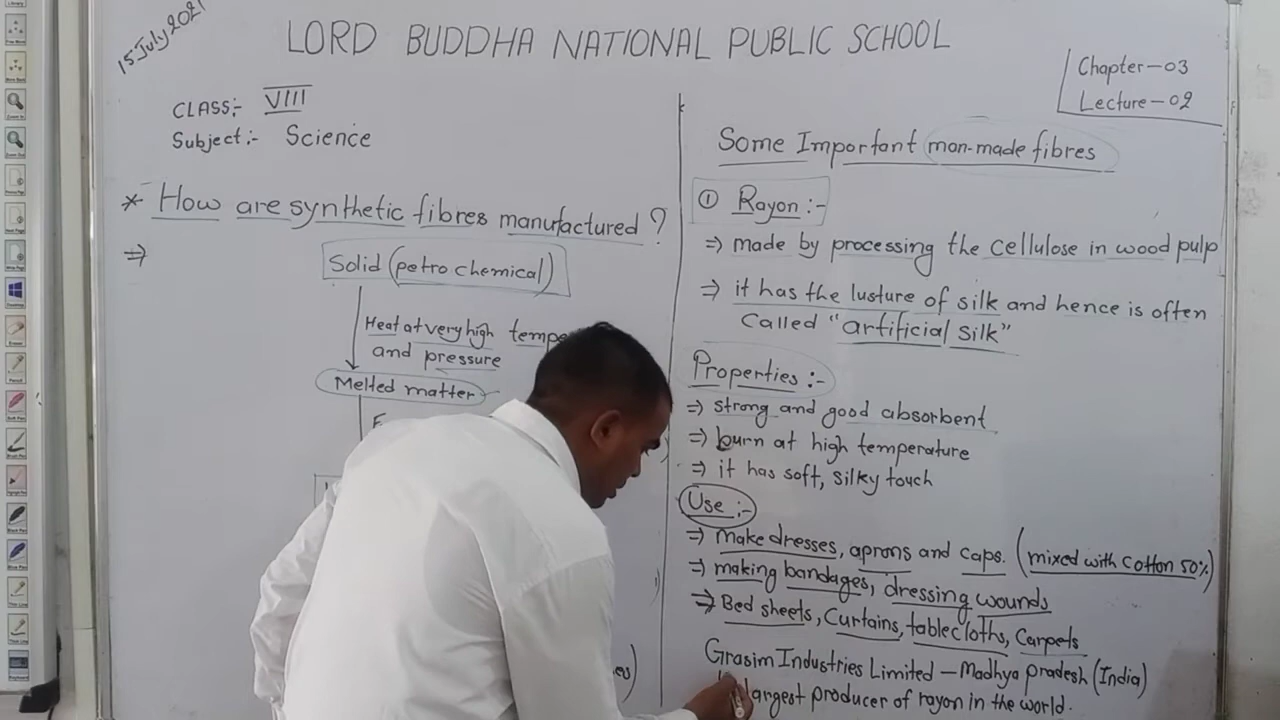 15 July 2021
LORD BUDDHA NATIONAL PUBLIC SCHOOL
Chapter-03
Lecture-02
CLASS:- VIII
Subject:- Science
* How are synthetic fibres manufactured ?
⇒
Solid (petro chemical)
Heat at very high
and pressure
Melted matter
Some Important man-made fibres
① Rayon :-
⇒ made by processing the cellulose in wood pulp
⇒ it has the lusture of silk and hence is often
called "artificial silk"
Properties :-
⇒ strong and good absorbent
⇒ burn at high temperature
⇒ it has soft, silky touch
Use :-
⇒ Make dresses, aprons and caps. (mixed with cotton 50%)
⇒ making bandages, dressing wounds
⇒ Bed sheets, Curtains, tablecloths, Carpets
Grasim Industries Limited - Madhya pradesh (India)
largest producer of rayon in the world.